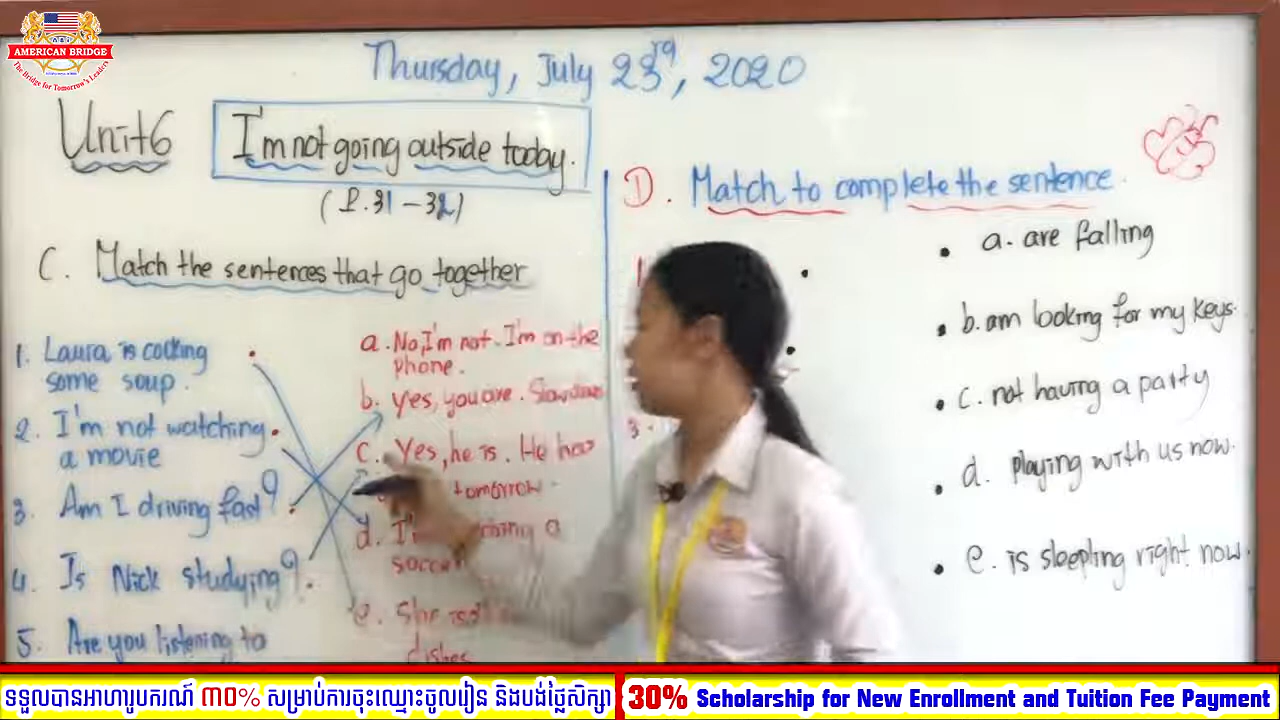 AMERICAN BRIDGE
The Bridge for Tomorrow's Leaders
Thursday, July 23rd, 2020
Unit 6
I'm not going outside today.
(P.31-32)
C. Match the sentences that go together
1. Laura is cooking
some soup.
2. I'm not watching
a movie
3. Am I driving fast?
4. Is Nick studying?
5. Are you listening to
a. No, I'm not. I'm on the
phone.
b. Yes, you are. Slow down
c. Yes, he is. He has
tomorrow.
d. I'm a
soccer
e. She
dishes
D. Match to complete the sentence.
3.
a. are falling
b. am looking for my keys.
c. not having a party
d. playing with us now.
e. is sleeping right now.
ទទួលបានអាហារូបករណ៍ ៣០% សម្រាប់ការចុះឈ្មោះចូលរៀន និងបង់ថ្លៃសិក្សា
30% Scholarship for New Enrollment and Tuition Fee Payment